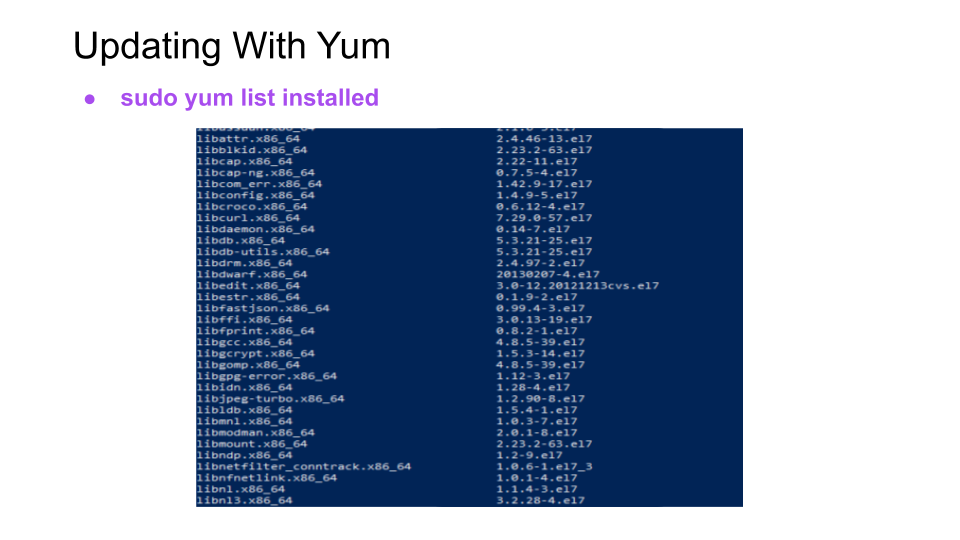 Updating With Yum
● sudo yum list installed
libattr.x86_64 2.4.46-13.el7
libblkid.x86_64 2.23.2-63.el7
libcap.x86_64 2.22-11.el7
libcap-ng.x86_64 0.7.5-4.el7
libcom_err.x86_64 1.42.9-17.el7
libconfig.x86_64 1.4.9-5.el7
libcroco.x86_64 0.6.12-4.el7
libcurl.x86_64 7.29.0-57.el7
libdaemon.x86_64 0.14-7.el7
libdb.x86_64 5.3.21-25.el7
libdb-utils.x86_64 5.3.21-25.el7
libdrm.x86_64 2.4.97-2.el7
libdwarf.x86_64 20130207-4.el7
libedit.x86_64 3.0-12.20121213cvs.el7
libestr.x86_64 0.1.9-2.el7
libfastjson.x86_64 0.99.4-3.el7
libffi.x86_64 3.0.13-19.el7
libfprint.x86_64 0.8.2-1.el7
libgcc.x86_64 4.8.5-39.el7
libgcrypt.x86_64 1.5.3-14.el7
libgomp.x86_64 4.8.5-39.el7
libgpg-error.x86_64 1.12-3.el7
libidn.x86_64 1.28-4.el7
libjpeg-turbo.x86_64 1.2.90-8.el7
libldb.x86_64 1.5.4-1.el7
libmnl.x86_64 1.0.3-7.el7
libmodman.x86_64 2.0.1-8.el7
libmount.x86_64 2.23.2-63.el7
libndp.x86_64 1.2-9.el7
libnetfilter_conntrack.x86_64 1.0.6-1.el7_3
libnfnetlink.x86_64 1.0.1-4.el7
libnl.x86_64 1.1.4-3.el7
libnl3.x86_64 3.2.28-4.el7